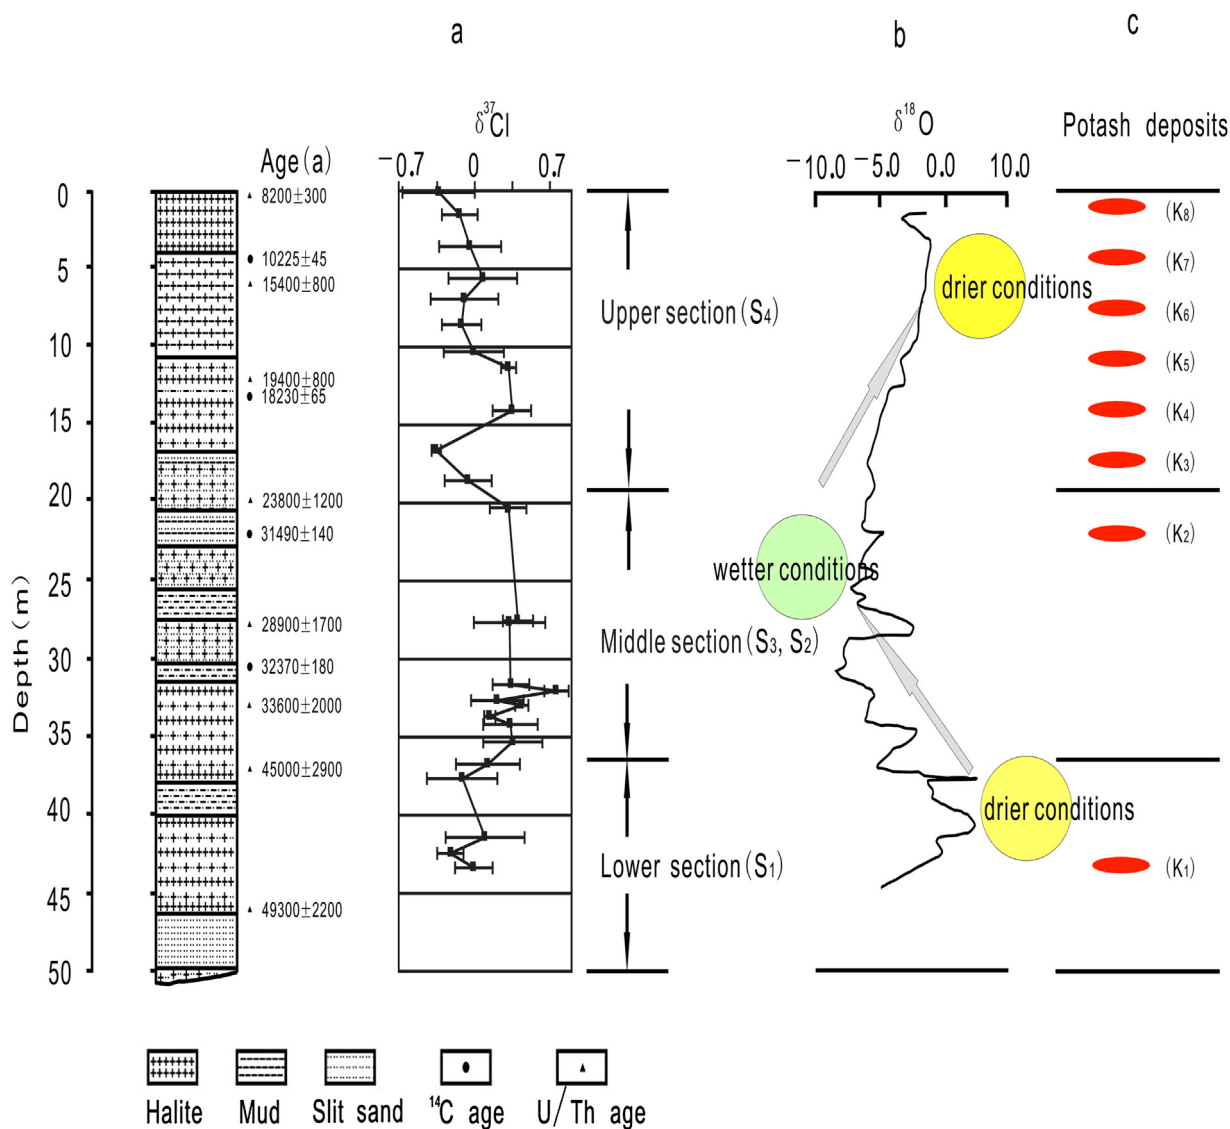 a
b
c
δ³⁷Cl
δ¹⁸O
Potash deposits
Age(a)
−0.7 0 0.7
−10.0 −5.0 0.0 10.0
Depth(m)
0
5
10
15
20
25
30
35
40
45
50
8200±300
10225±45
15400±800
19400±800
18230±65
23800±1200
31490±140
28900±1700
32370±180
33600±2000
45000±2900
49300±2200
Upper section(S₄)
Middle section(S₃, S₂)
Lower section(S₁)
drier conditions
wetter conditions
drier conditions
(K₈)
(K₇)
(K₆)
(K₅)
(K₄)
(K₃)
(K₂)
(K₁)
Halite Mud Slit sand ¹⁴C age U/Th age